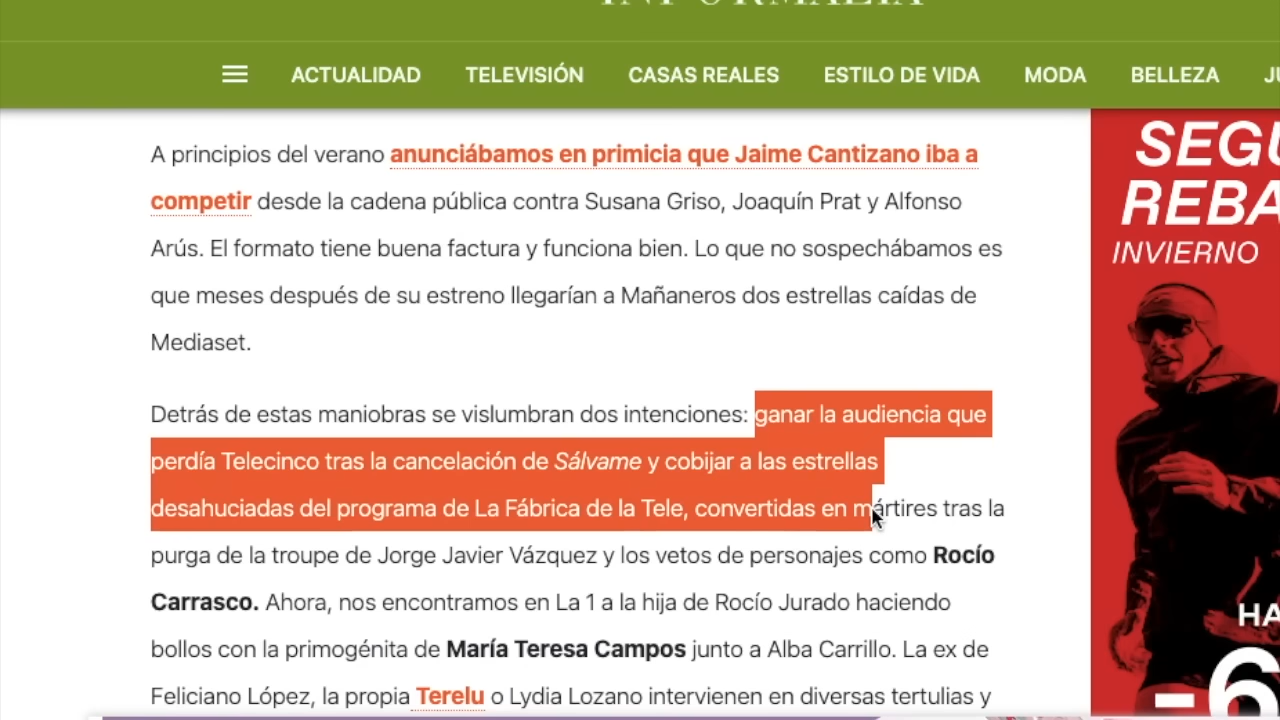 INFORMALIA
ACTUALIDAD TELEVISIÓN CASAS REALES ESTILO DE VIDA MODA BELLEZA
A principios del verano anunciábamos en primicia que Jaime Cantizano iba a
competir desde la cadena pública contra Susana Griso, Joaquín Prat y Alfonso
Arús. El formato tiene buena factura y funciona bien. Lo que no sospechábamos es
que meses después de su estreno llegarían a Mañaneros dos estrellas caídas de
Mediaset.
Detrás de estas maniobras se vislumbran dos intenciones: ganar la audiencia que
perdía Telecinco tras la cancelación de Sálvame y cobijar a las estrellas
desahuciadas del programa de La Fábrica de la Tele, convertidas en mártires tras la
purga de la troupe de Jorge Javier Vázquez y los vetos de personajes como Rocío
Carrasco. Ahora, nos encontramos en La 1 a la hija de Rocío Jurado haciendo
bollos con la primogénita de María Teresa Campos junto a Alba Carrillo. La ex de
Feliciano López, la propia Terelu o Lydia Lozano intervienen en diversas tertulias y
SEGU
REBA
INVIERNO
HA
-6